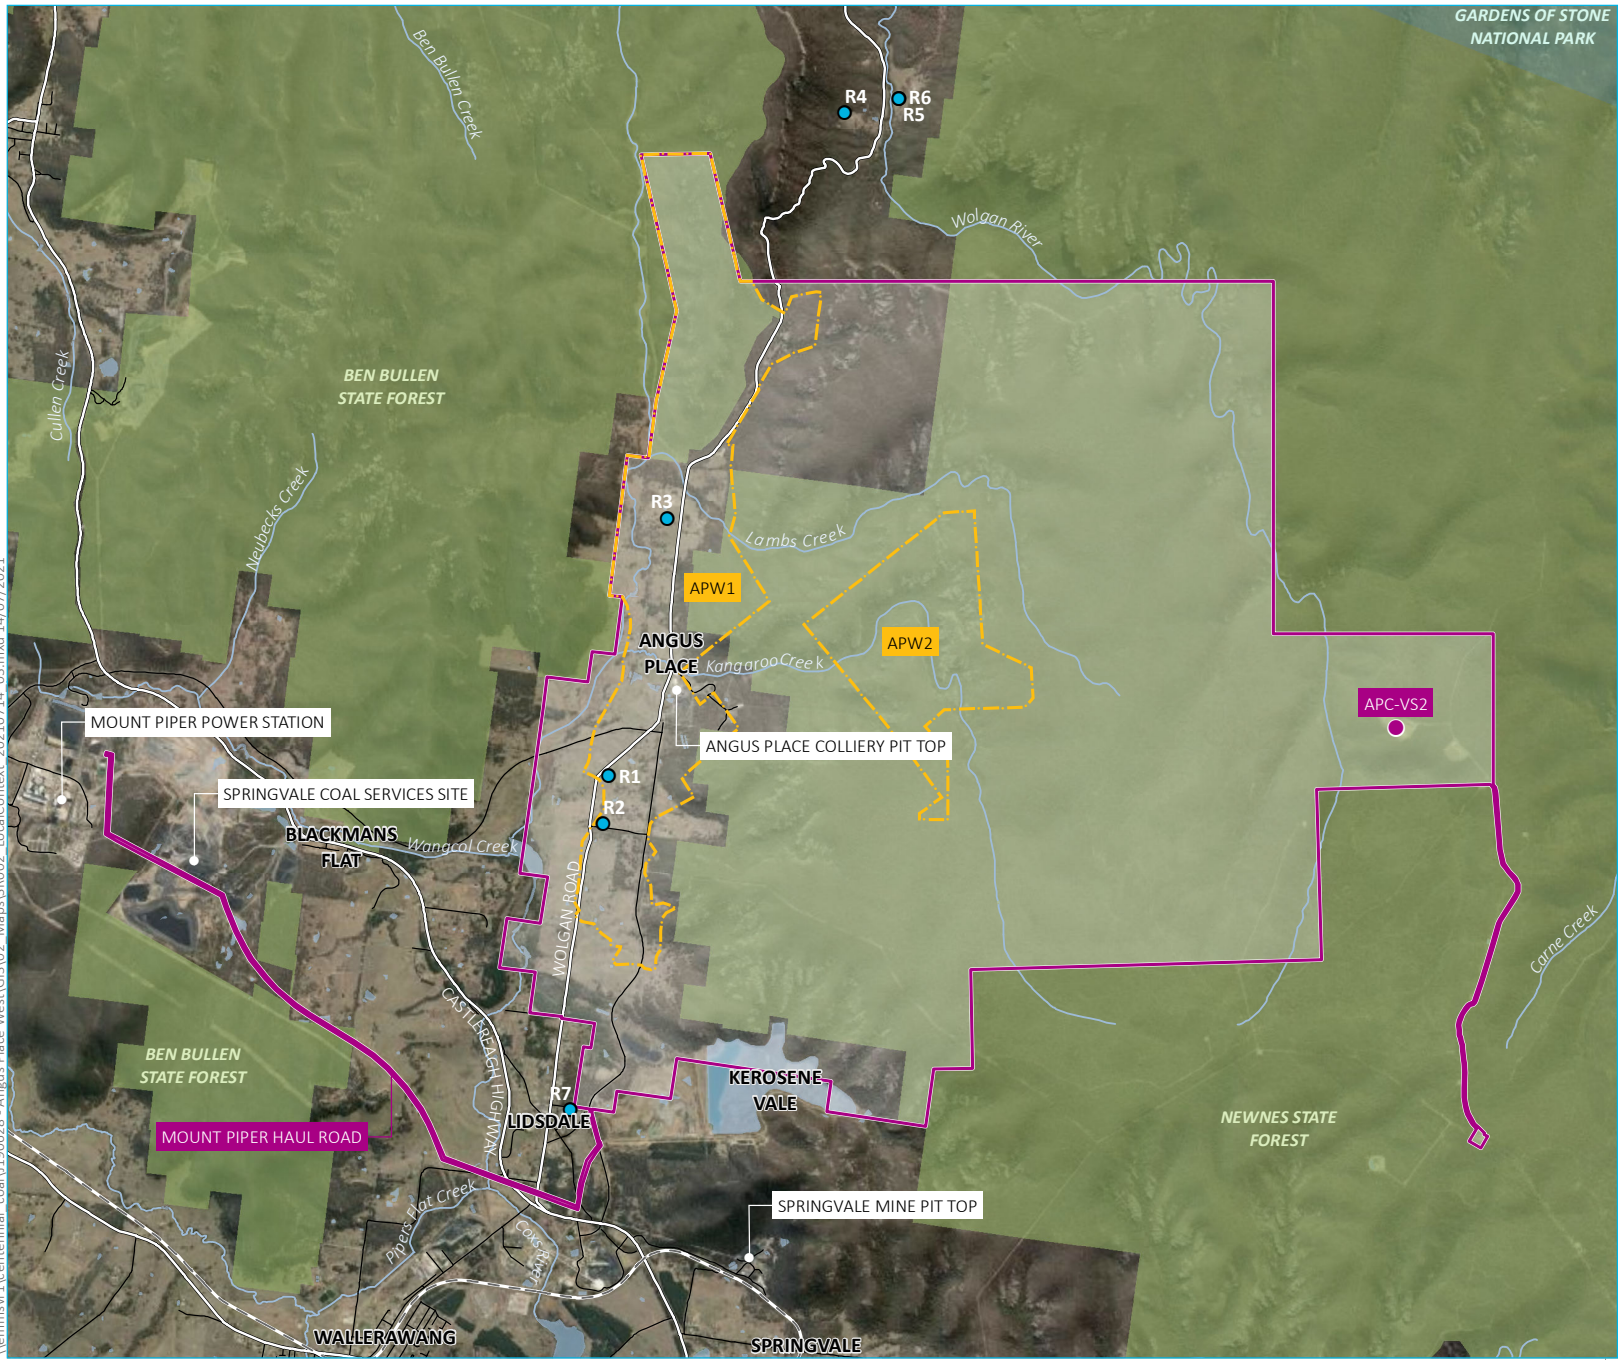 GARDENS OF STONE
NATIONAL PARK
Ben Bullen Creek
R4
R6
R5
Wolgan River
Cullen Creek
BEN BULLEN
STATE FOREST
Neubecks Creek
R3
Lambs Creek
APW1
APW2
ANGUS
PLACE
Kangaroo Creek
APC-VS2
MOUNT PIPER POWER STATION
ANGUS PLACE COLLIERY PIT TOP
R1
SPRINGVALE COAL SERVICES SITE
R2
BLACKMANS
FLAT
Wangcol Creek
WOLGAN ROAD
Carne Creek
CASTLEREAGH HIGHWAY
BEN BULLEN
STATE FOREST
KEROSENE
VALE
R7
LIDSDALE
NEWNES STATE
FOREST
MOUNT PIPER HAUL ROAD
Pipers Flat Creek
SPRINGVALE MINE PIT TOP
Coxs River
WALLERAWANG
SPRINGVALE